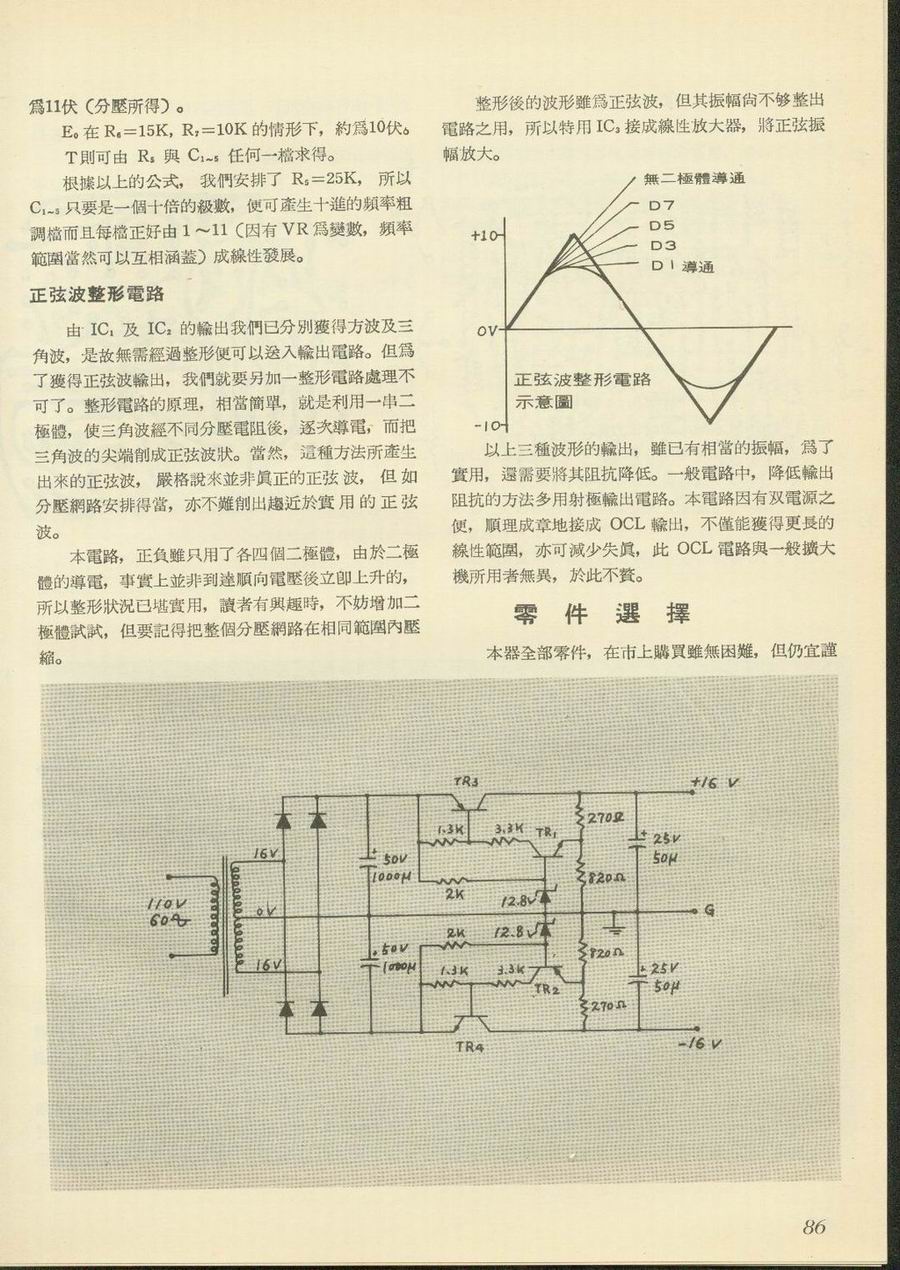 爲11伏（分壓所得）。
E₀ 在 R₆＝15K，R₇＝10K 的情形下，約爲10伏。
T則可由 R₅ 與 C₁~₅ 任何一檔求得。
根據以上的公式，我們安排了 R₅＝25K，所以
C₁~₅ 只要是一個十倍的級數，便可產生十進的頻率粗
調檔而且每檔正好由 1～11（因有 VR 爲變數，頻率
範圍當然可以互相涵蓋）成線性發展。
正弦波整形電路
由 IC₁ 及 IC₂ 的輸出我們已分別獲得方波及三
角波，是故無需經過整形便可以送入輸出電路。但爲
了獲得正弦波輸出，我們就要另加一整形電路處理不
可了。整形電路的原理，相當簡單，就是利用一串二
極體，使三角波經不同分壓電阻後，逐次導電，而把
三角波的尖端削成正弦波狀。當然，這種方法所產生
出來的正弦波，嚴格說來並非眞正的正弦波，但如
分壓網路安排得當，亦不難削出趨近於實用的正弦
波。
本電路，正負雖只用了各四個二極體，由於二極
體的導電，事實上並非到達順向電壓後立卽上升的，
所以整形狀況已堪實用，讀者有興趣時，不妨增加二
極體試試，但要記得把整個分壓網路在相同範圍內壓
縮。
整形後的波形雖爲正弦波，但其振幅尙不够整出
電路之用，所以特用 IC₃ 接成線性放大器，將正弦振
幅放大。
無二極體導通
D7
D5
D3
D1 導通
+10
0V
-10
正弦波整形電路
示意圖
以上三種波形的輸出，雖已有相當的振幅，爲了
實用，還需要將其阻抗降低。一般電路中，降低輸出
阻抗的方法多用射極輸出電路。本電路因有双電源之
便，順理成章地接成 OCL 輸出，不僅能獲得更長的
線性範圍，亦可減少失眞，此 OCL 電路與一般擴大
機所用者無異，於此不贅。
零件選擇
本器全部零件，在市上購買雖無困難，但仍宜謹
TR3
+16 V
1.3K
3.3K
TR1
270Ω
+
25V
50μ
16V
+
50V
1000μ
2K
820Ω
12.8V
110V
60~
0V
G
12.8V
2K
+
50V
1000μ
820Ω
16V
1.3K
3.3K
TR2
+
25V
50μ
270Ω
TR4
-16 V
86